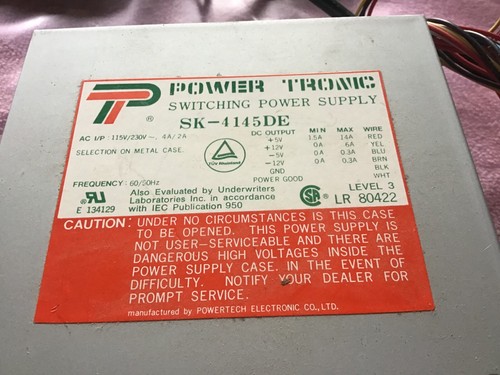 POWER TRONIC
TP ®
SWITCHING POWER SUPPLY
SK-4145DE
AC I/P: 115V/230V~, 4A/2A
SELECTION ON METAL CASE.
DC OUTPUT MIN MAX WIRE
+5V 1.5A 14A RED
+12V 0A 6A YEL
-5V 0A 0.3A BLU
-12V 0A 0.3A BRN
GND BLK
POWER GOOD WHT
TÜV Rheinland
FREQUENCY: 60/50Hz
E 134129
Also Evaluated by Underwriters
Laboratories Inc. in accordance
with IEC Publication 950
LEVEL 3
LR 80422
CAUTION: UNDER NO CIRCUMSTANCES IS THIS CASE
TO BE OPENED. THIS POWER SUPPLY IS
NOT USER-SERVICEABLE AND THERE ARE
DANGEROUS HIGH VOLTAGES INSIDE THE
POWER SUPPLY CASE. IN THE EVENT OF
DIFFICULTY. NOTIFY YOUR DEALER FOR
PROMPT SERVICE.
manufactured by POWERTECH ELECTRONIC CO., LTD.